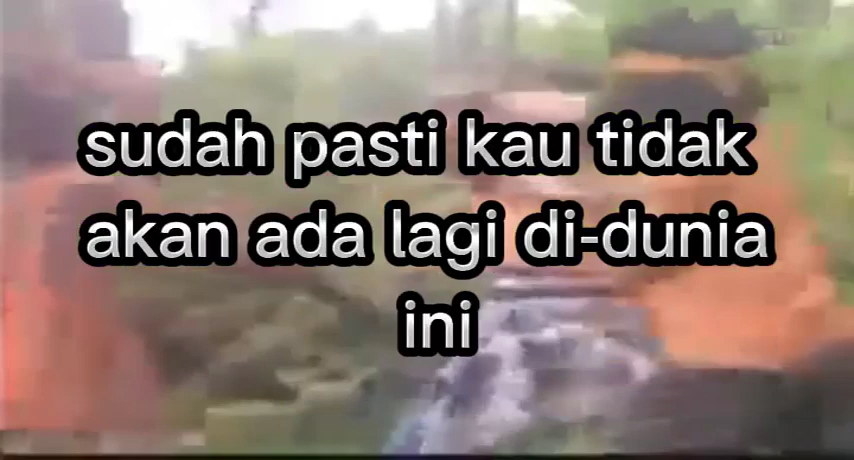 sudah pasti kau tidak
akan ada lagi di-dunia
ini